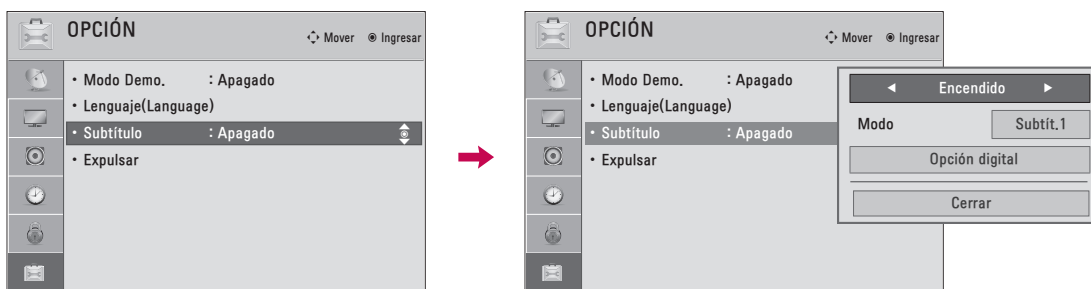 OPCIÓN
Mover Ingresar
• Modo Demo. : Apagado
• Lenguaje(Language)
• Subtítulo : Apagado
• Expulsar
OPCIÓN
Mover Ingresar
• Modo Demo. : Apagado
• Lenguaje(Language)
• Subtítulo : Apagado
• Expulsar
◄ Encendido ►
Modo Subtít.1
Opción digital
Cerrar